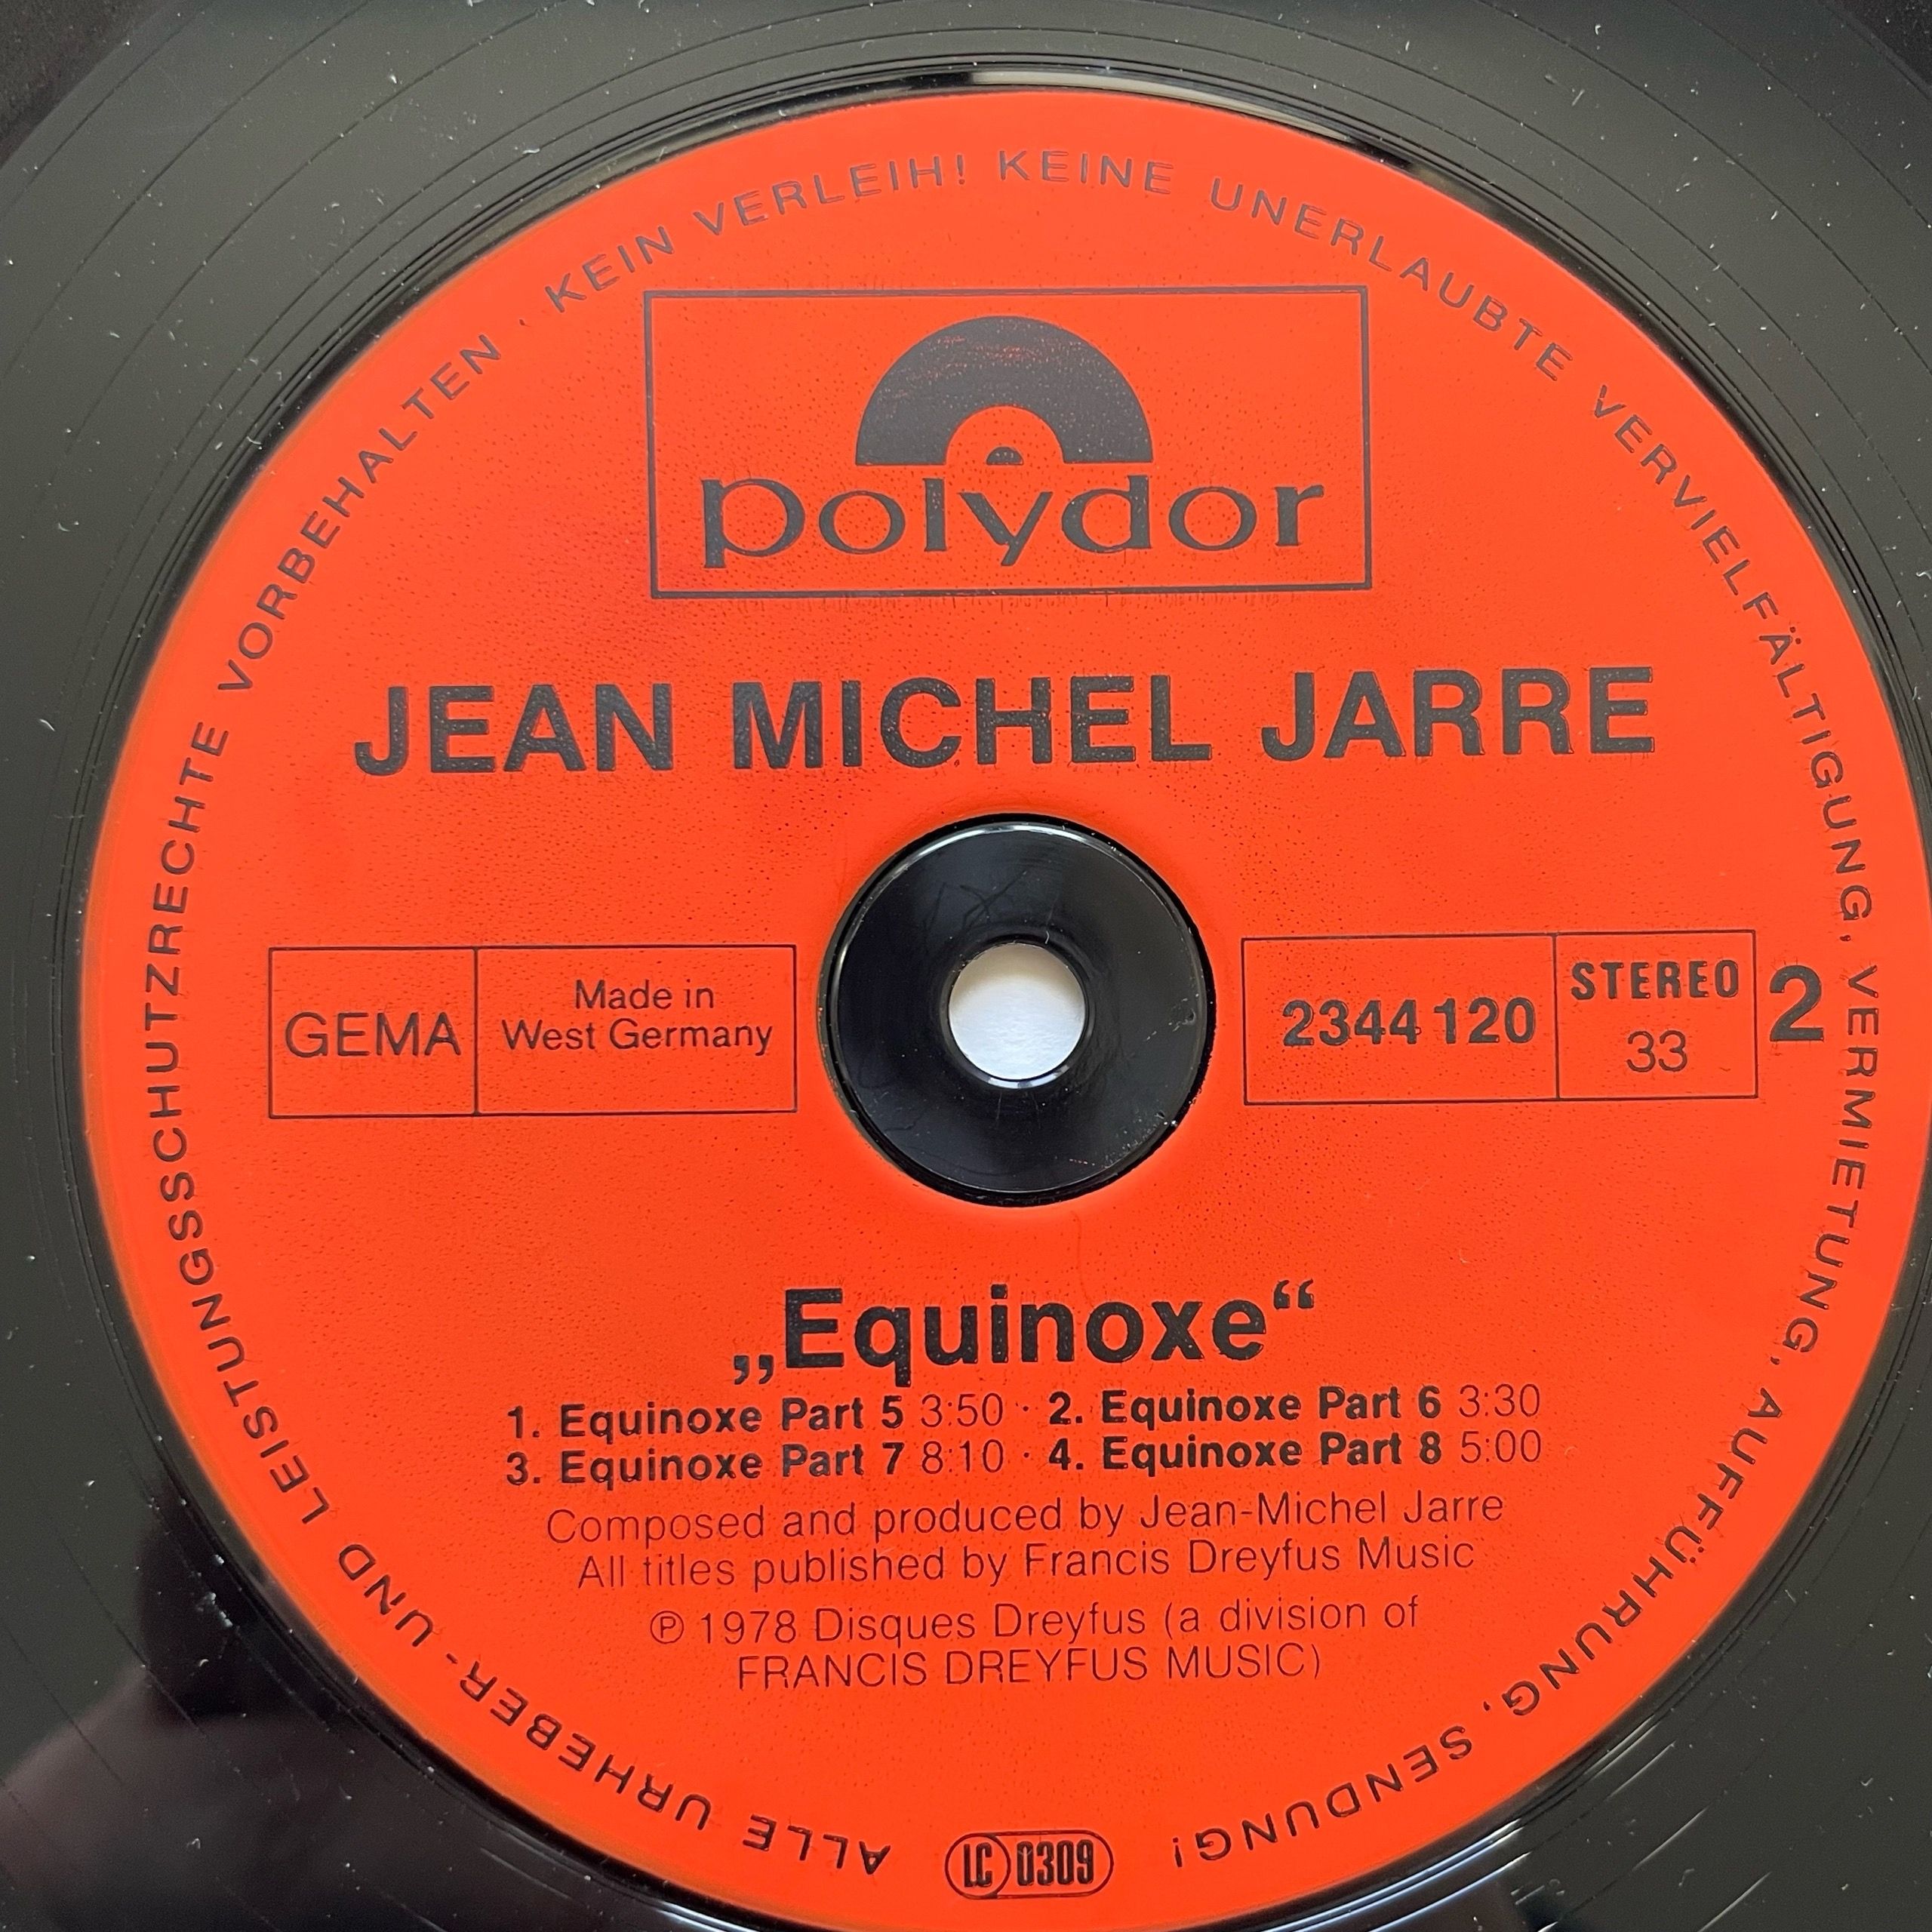 ALLE URHEBER- UND LEISTUNGSSCHUTZRECHTE VORBEHALTEN · KEIN VERLEIH! KEINE UNERLAUBTE VERVIELFÄLTIGUNG, VERMIETUNG, AUFFÜHRUNG, SENDUNG!
polydor
JEAN MICHEL JARRE
GEMA
Made in
West Germany
2344 120
STEREO
33
2
„Equinoxe“
1. Equinoxe Part 5 3:50 · 2. Equinoxe Part 6 3:30
3. Equinoxe Part 7 8:10 · 4. Equinoxe Part 8 5:00
Composed and produced by Jean-Michel Jarre
All titles published by Francis Dreyfus Music
℗ 1978 Disques Dreyfus (a division of
FRANCIS DREYFUS MUSIC)
LC 0309